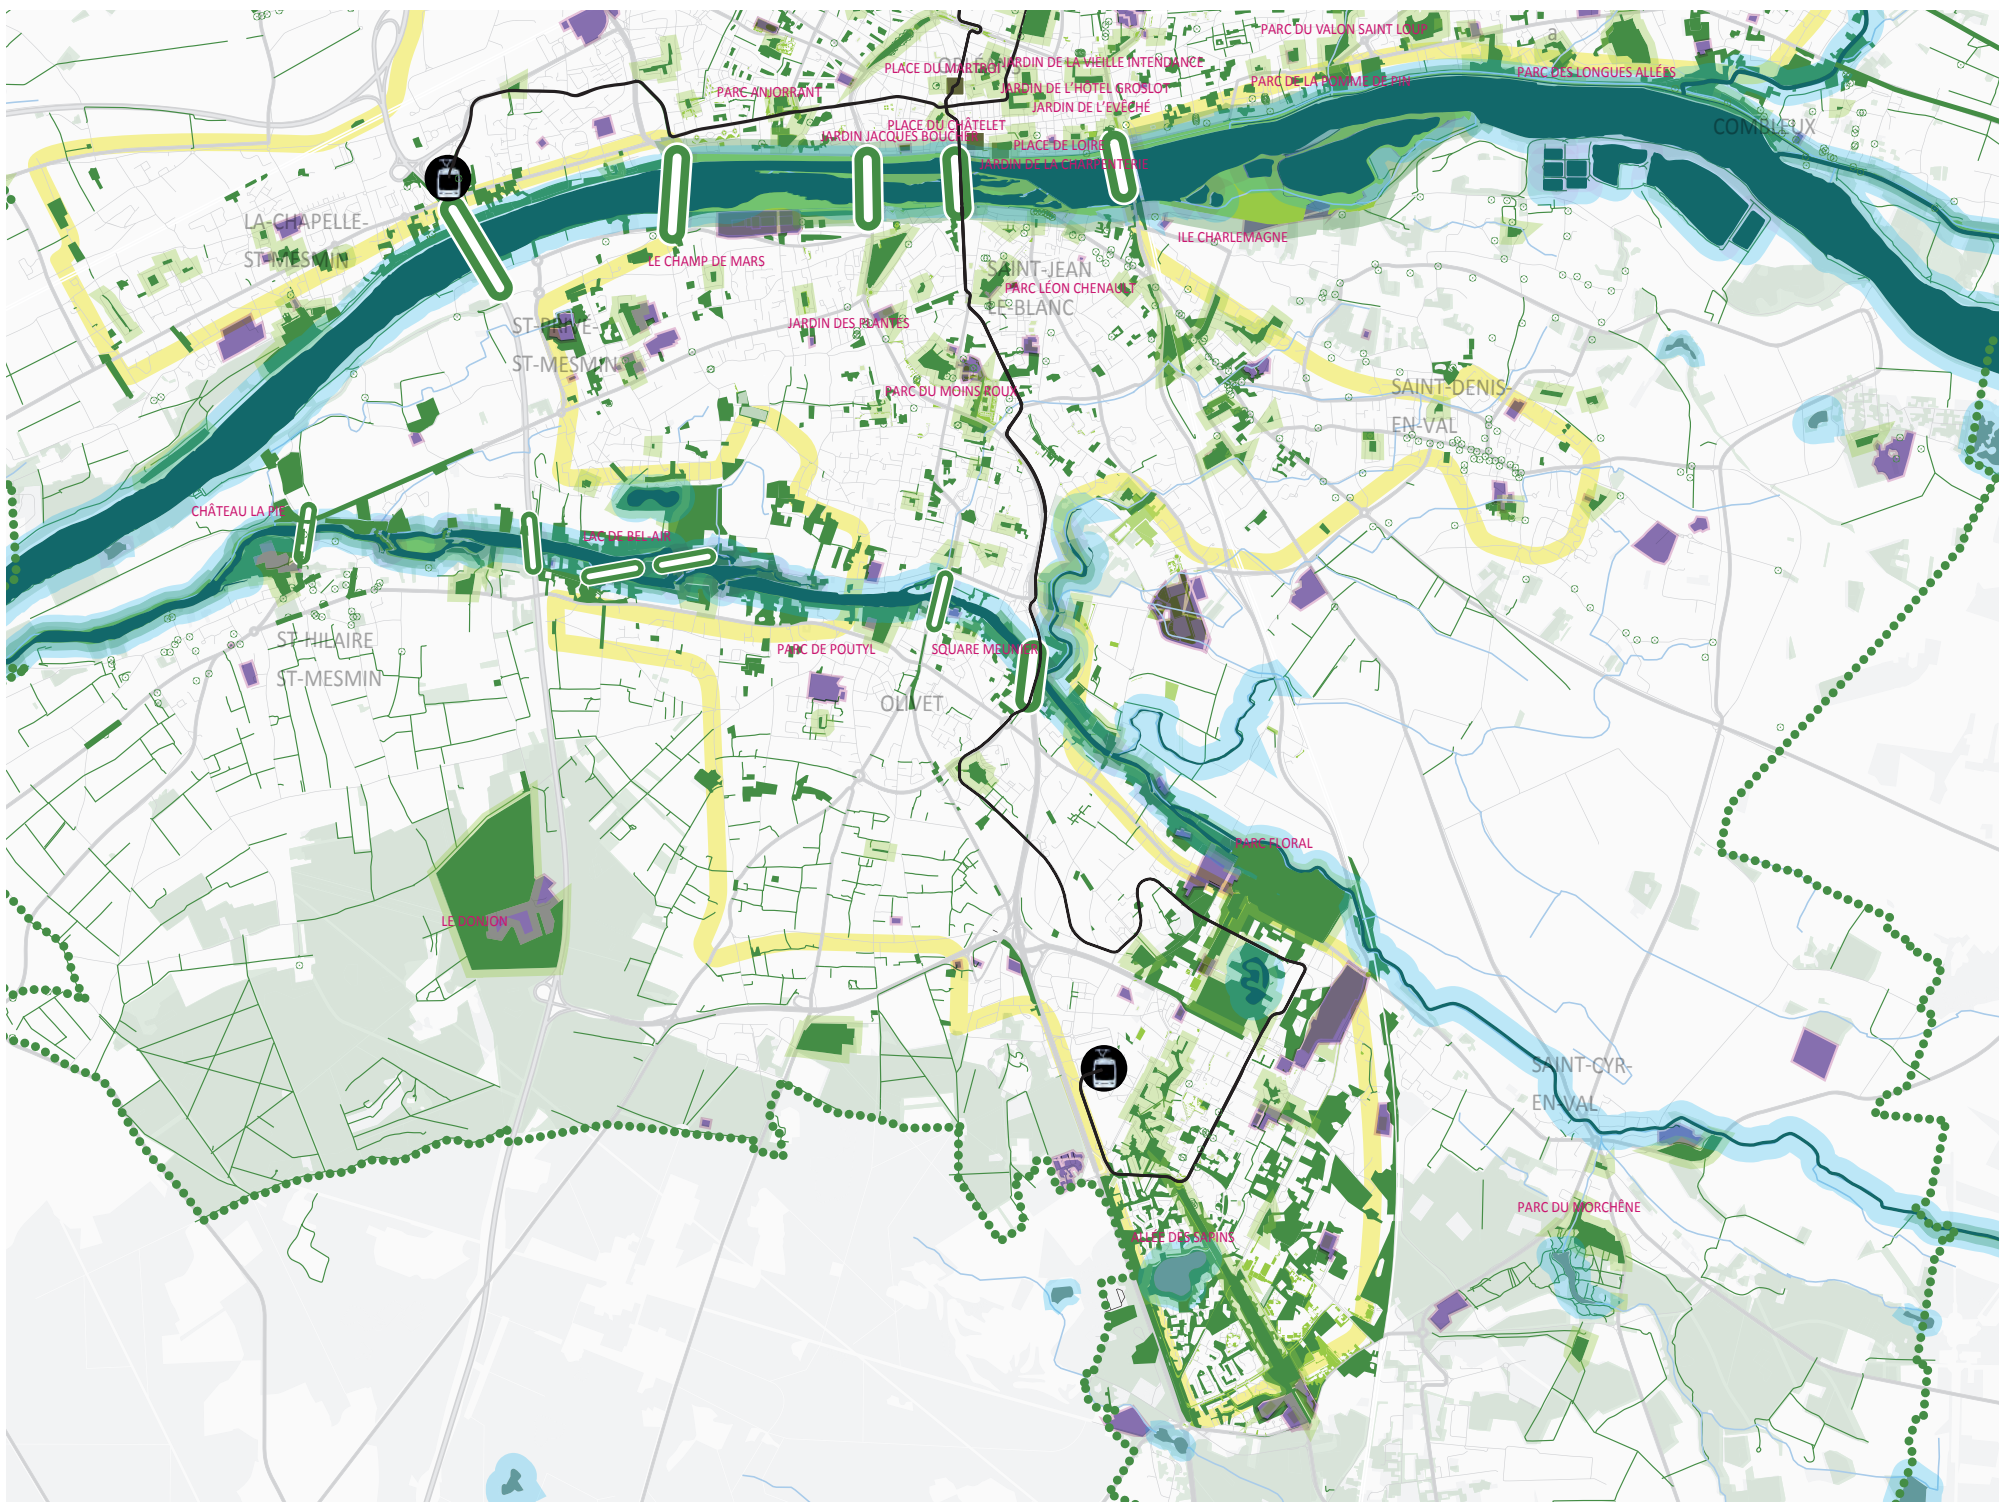 PARC DU VALON SAINT LOUP
a
PLACE DU MARTROI
JARDIN DE LA VIEILLE INTENDANCE
PARC DES LONGUES ALLÉES
PARC DE LA POMME DE PIN
PARC ANJORRANT
JARDIN DE L'HOTEL GROSLOT
JARDIN DE L'EVÊCHÉ
PLACE DU CHÂTELET
COMBLEUX
JARDIN JACQUES BOUCHER
PLACE DE LOIRE
JARDIN DE LA CHARPENTERIE
LA-CHAPELLE-
ST-MESMIN
ILE CHARLEMAGNE
LE CHAMP DE MARS
SAINT-JEAN
LE-BLANC
PARC LÉON CHENAULT
ST-PRIVÉ-
ST-MESMIN
JARDIN DES PLANTES
PARC DU MOINS ROUX
SAINT-DENIS-
EN-VAL
CHÂTEAU LA PIE
LAC DE BEL-AIR
ST-HILAIRE
ST-MESMIN
PARC DE POUTYL
SQUARE MEUNIER
OLIVET
PARC FLORAL
LE DONJON
SAINT-CYR-
EN-VAL
PARC DU MORCHÊNE
ALLÉE DES SAPINS